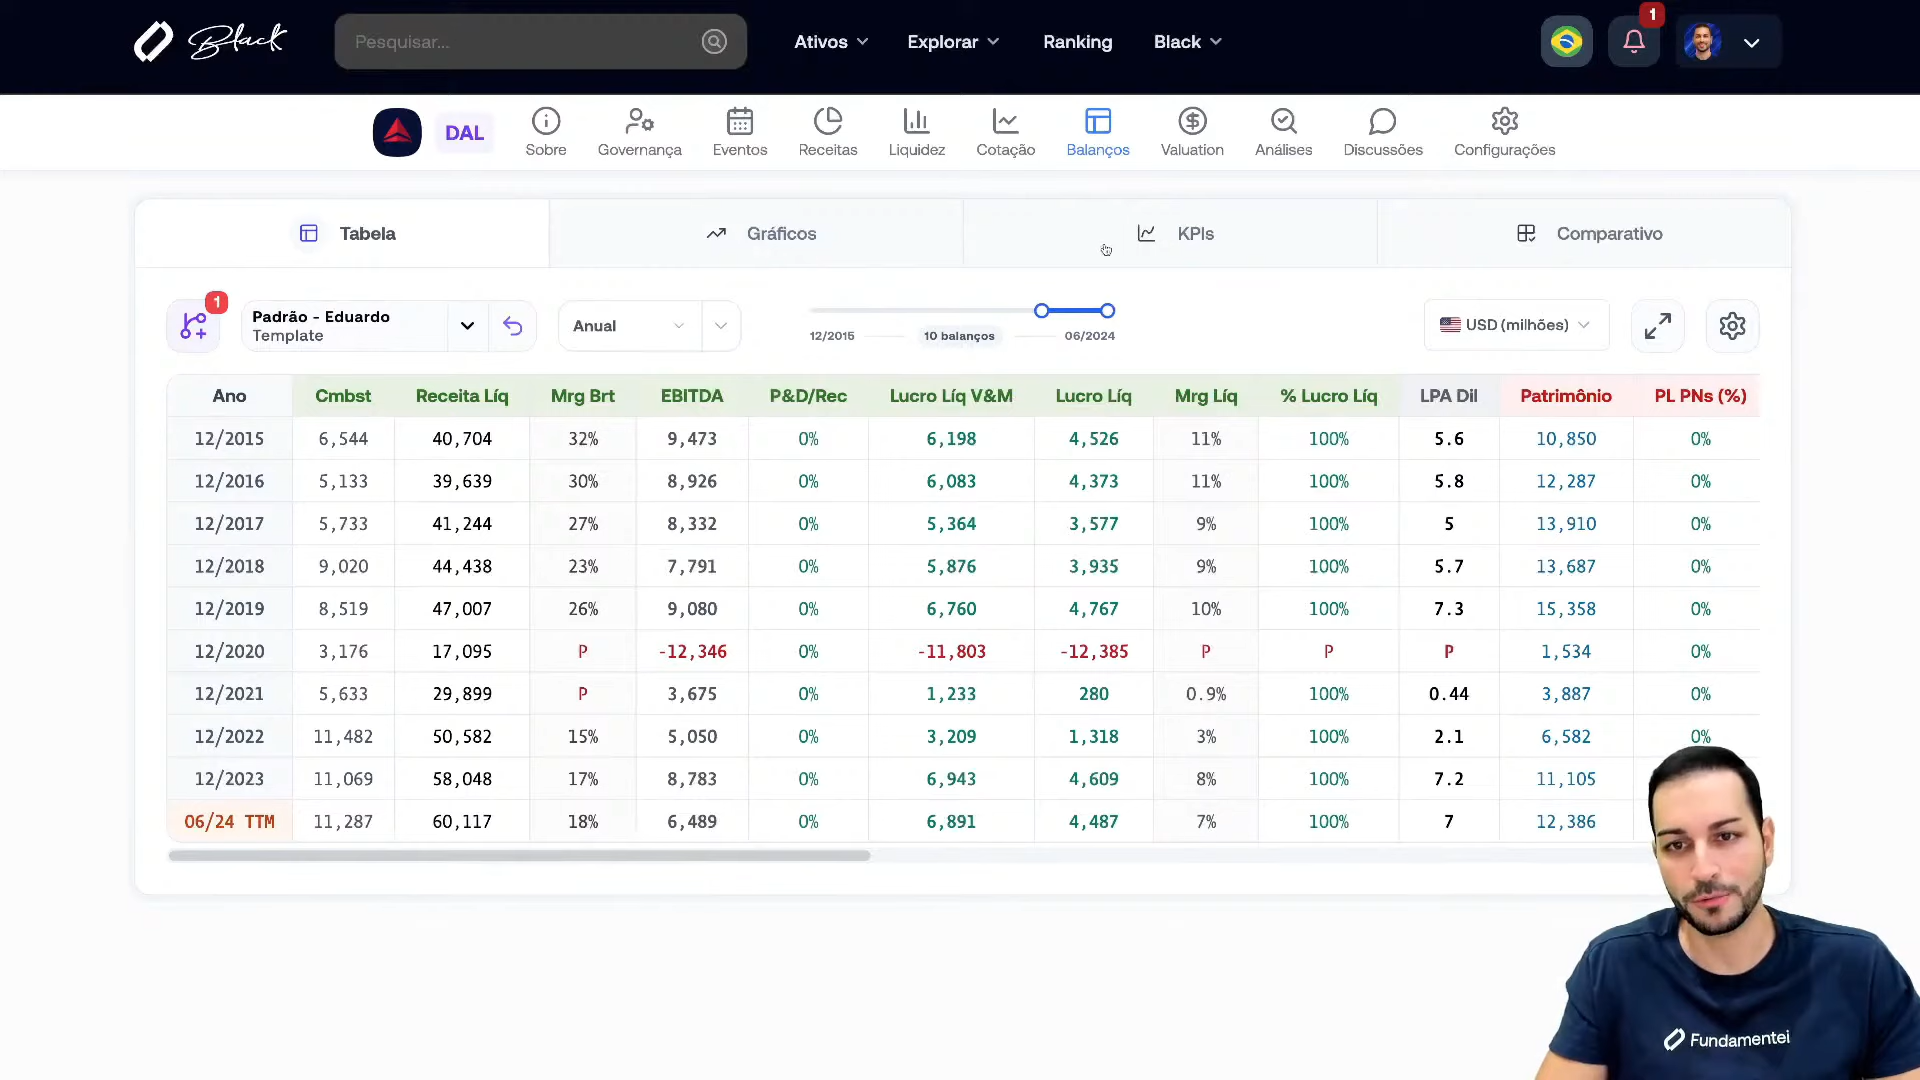 Black Pesquisar... Ativos Explorar Ranking Black 1
DAL Sobre Governança Eventos Receitas Liquidez Cotação Balanços Valuation Análises Discussões Configurações
Tabela Gráficos KPIs Comparativo
1 Padrão - Eduardo
Template
Anual
12/2015 10 balanços 06/2024
USD (milhões)
Ano Cmbst Receita Líq Mrg Brt EBITDA P&D/Rec Lucro Líq V&M Lucro Líq Mrg Líq % Lucro Líq LPA Dil Patrimônio PL PNs (%)
12/2015 6,544 40,704 32% 9,473 0% 6,198 4,526 11% 100% 5.6 10,850 0%
12/2016 5,133 39,639 30% 8,926 0% 6,083 4,373 11% 100% 5.8 12,287 0%
12/2017 5,733 41,244 27% 8,332 0% 5,364 3,577 9% 100% 5 13,910 0%
12/2018 9,020 44,438 23% 7,791 0% 5,876 3,935 9% 100% 5.7 13,687 0%
12/2019 8,519 47,007 26% 9,080 0% 6,760 4,767 10% 100% 7.3 15,358 0%
12/2020 3,176 17,095 P -12,346 0% -11,803 -12,385 P P P 1,534 0%
12/2021 5,633 29,899 P 3,675 0% 1,233 280 0.9% 100% 0.44 3,887 0%
12/2022 11,482 50,582 15% 5,050 0% 3,209 1,318 3% 100% 2.1 6,582 0%
12/2023 11,069 58,048 17% 8,783 0% 6,943 4,609 8% 100% 7.2 11,105
06/24 TTM 11,287 60,117 18% 6,489 0% 6,891 4,487 7% 100% 7 12,386
Fundamentei